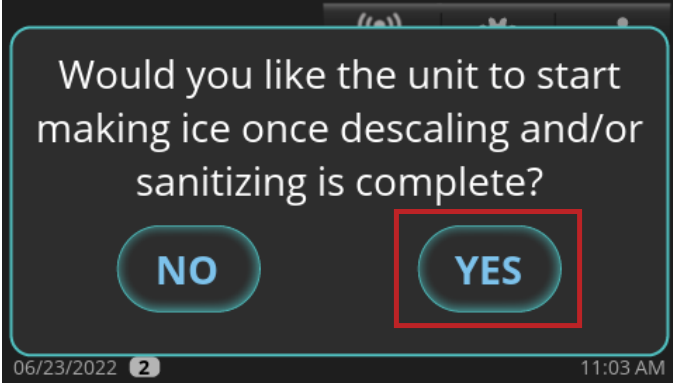 Would you like the unit to start
making ice once descaling and/or
sanitizing is complete?
NO YES
06/23/2022 2 11:03 AM